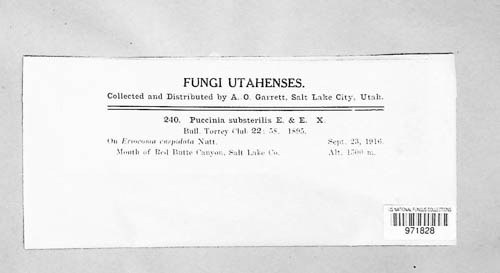 FUNGI UTAHENSES.
Collected and Distributed by A. O. Garrett, Salt Lake City, Utah.
240. Puccinia substerilis E. & E. X.
Bull. Torrey Club 22: 58. 1895.
On Eriocoma cuspidata Nutt. Sept. 23, 1916.
Mouth of Red Butte Canyon, Salt Lake Co. Alt. 1500 m.
US NATIONAL FUNGUS COLLECTIONS
971828